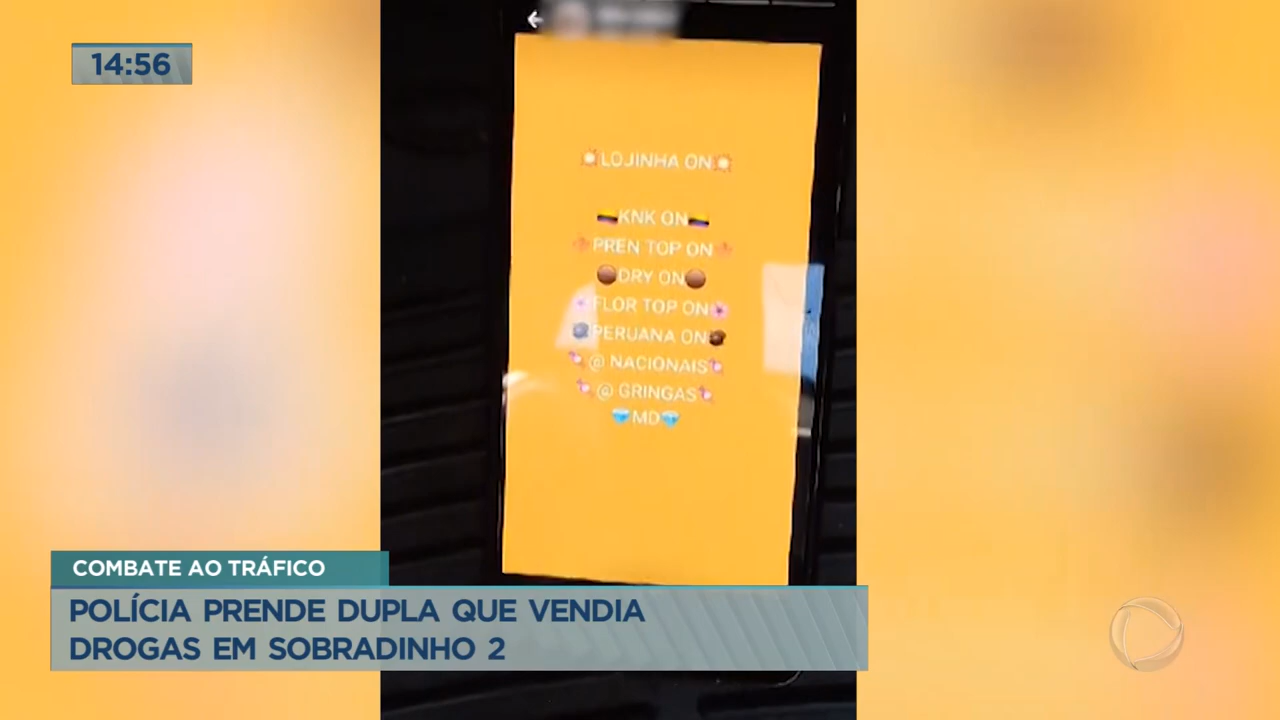 14:56
LOJINHA ON
KNK ON
PREN TOP ON
DRY ON
FLOR TOP ON
PERUANA ON
@ NACIONAIS
@ GRINGAS
MD
COMBATE AO TRÁFICO
POLÍCIA PRENDE DUPLA QUE VENDIA
DROGAS EM SOBRADINHO 2